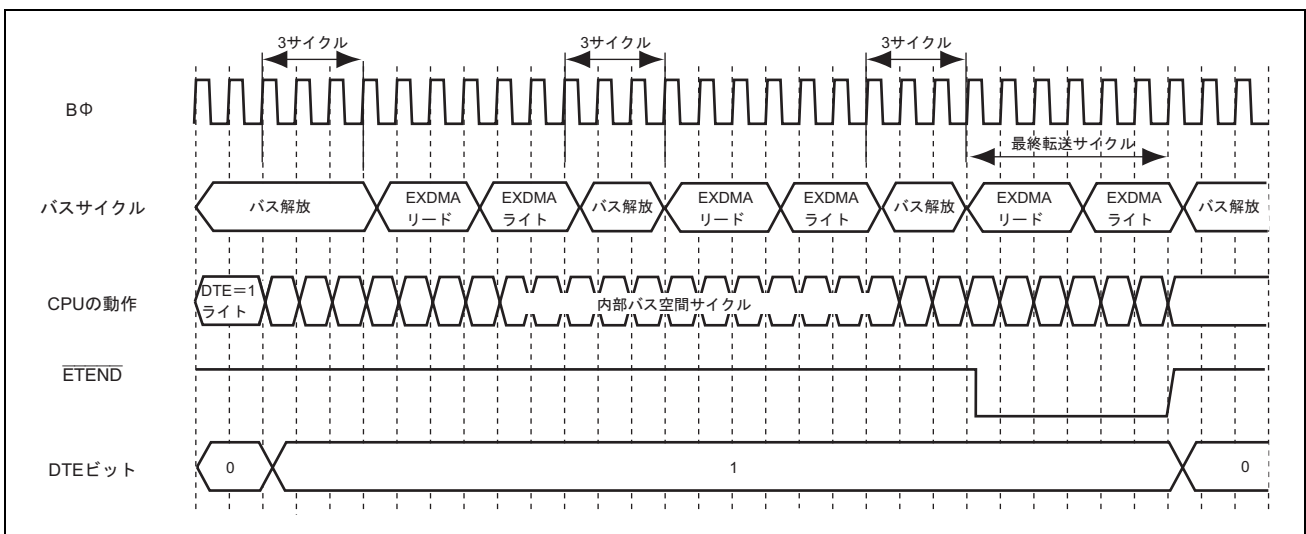 3サイクル
3サイクル
3サイクル
BΦ
最終転送サイクル
バスサイクル
バス解放
EXDMA
リード
EXDMA
ライト
バス解放
EXDMA
リード
EXDMA
ライト
バス解放
EXDMA
リード
EXDMA
ライト
バス解放
CPUの動作
DTE=1
ライト
内部バス空間サイクル
ETEND
DTEビット
0
1
0